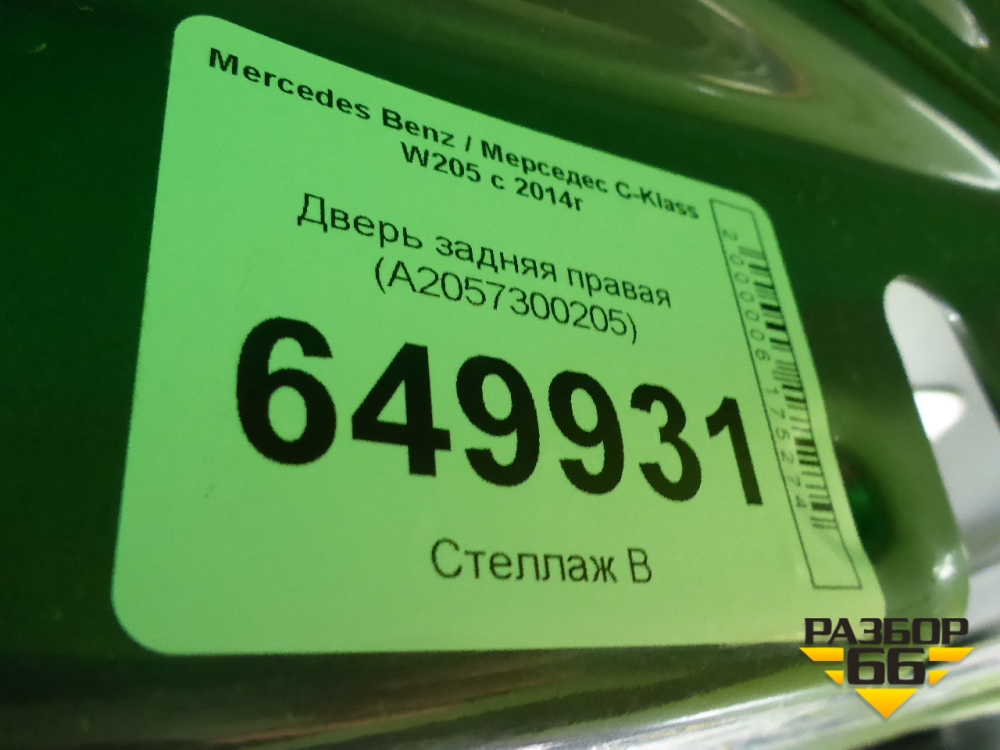 Mercedes Benz / Мерседес C-Klass
W205 с 2014г
Дверь задняя правая
(A2057300205)
649931
Стеллаж В
2000006175274
РАЗБОР
66